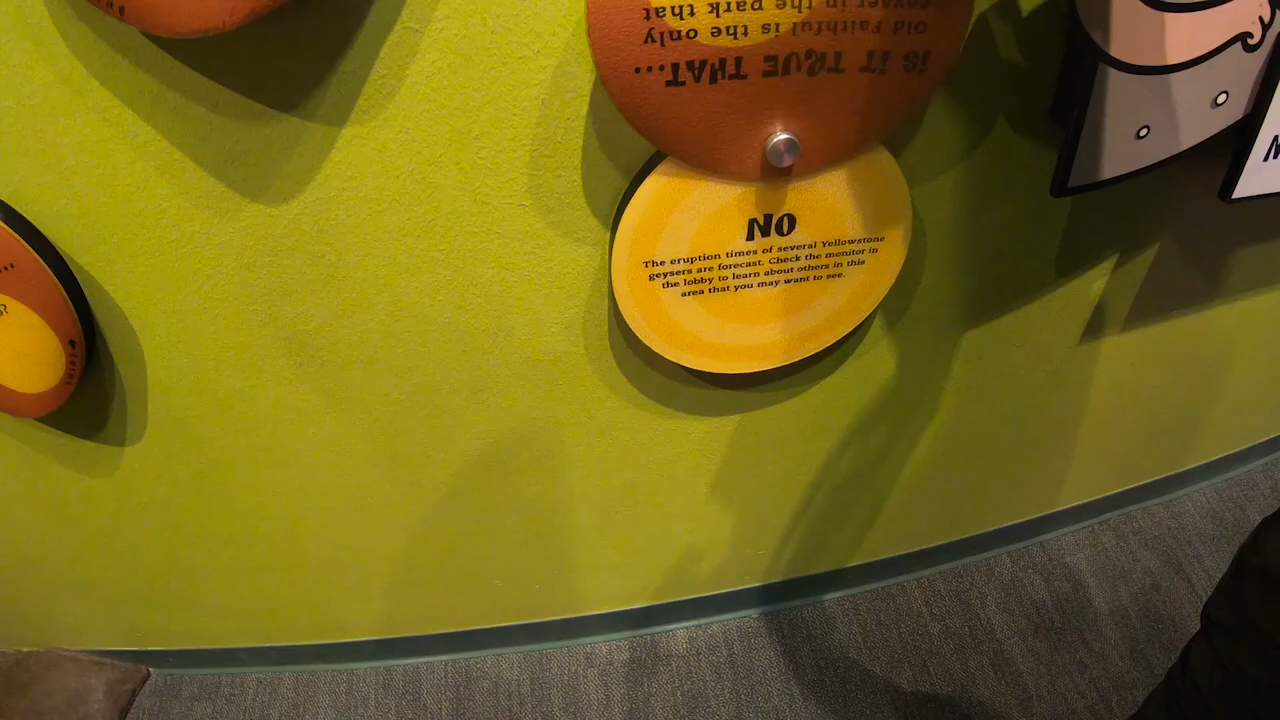 IS IT TRUE THAT...
Old Faithful is the only
geyser in the park that
NO
The eruption times of several Yellowstone
geysers are forecast. Check the monitor in
the lobby to learn about others in this
area that you may want to see.